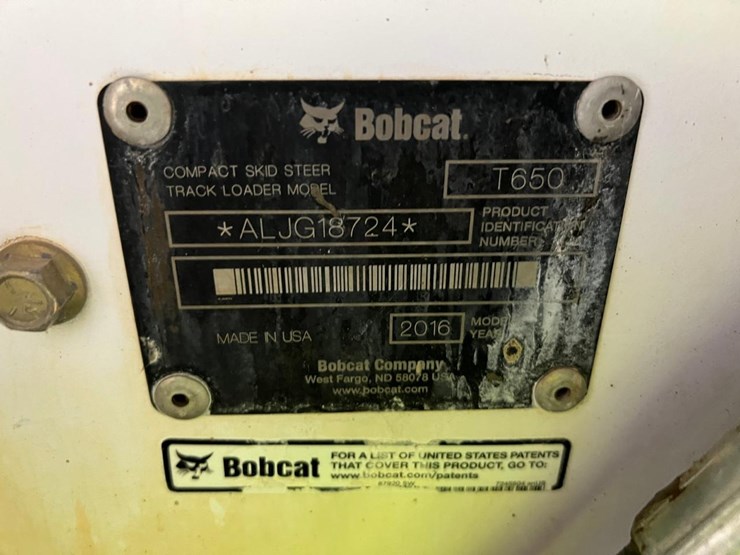 Bobcat.
COMPACT SKID STEER
TRACK LOADER MODEL
T650
*ALJG18724*
PRODUCT
IDENTIFICATION
NUMBER
MADE IN USA
2016
MODEL
YEAR
Bobcat Company
West Fargo, ND 58078 USA
www.bobcat.com
Bobcat
FOR A LIST OF UNITED STATES PATENTS
THAT COVER THIS PRODUCT, GO TO:
www.bobcat.com/patents